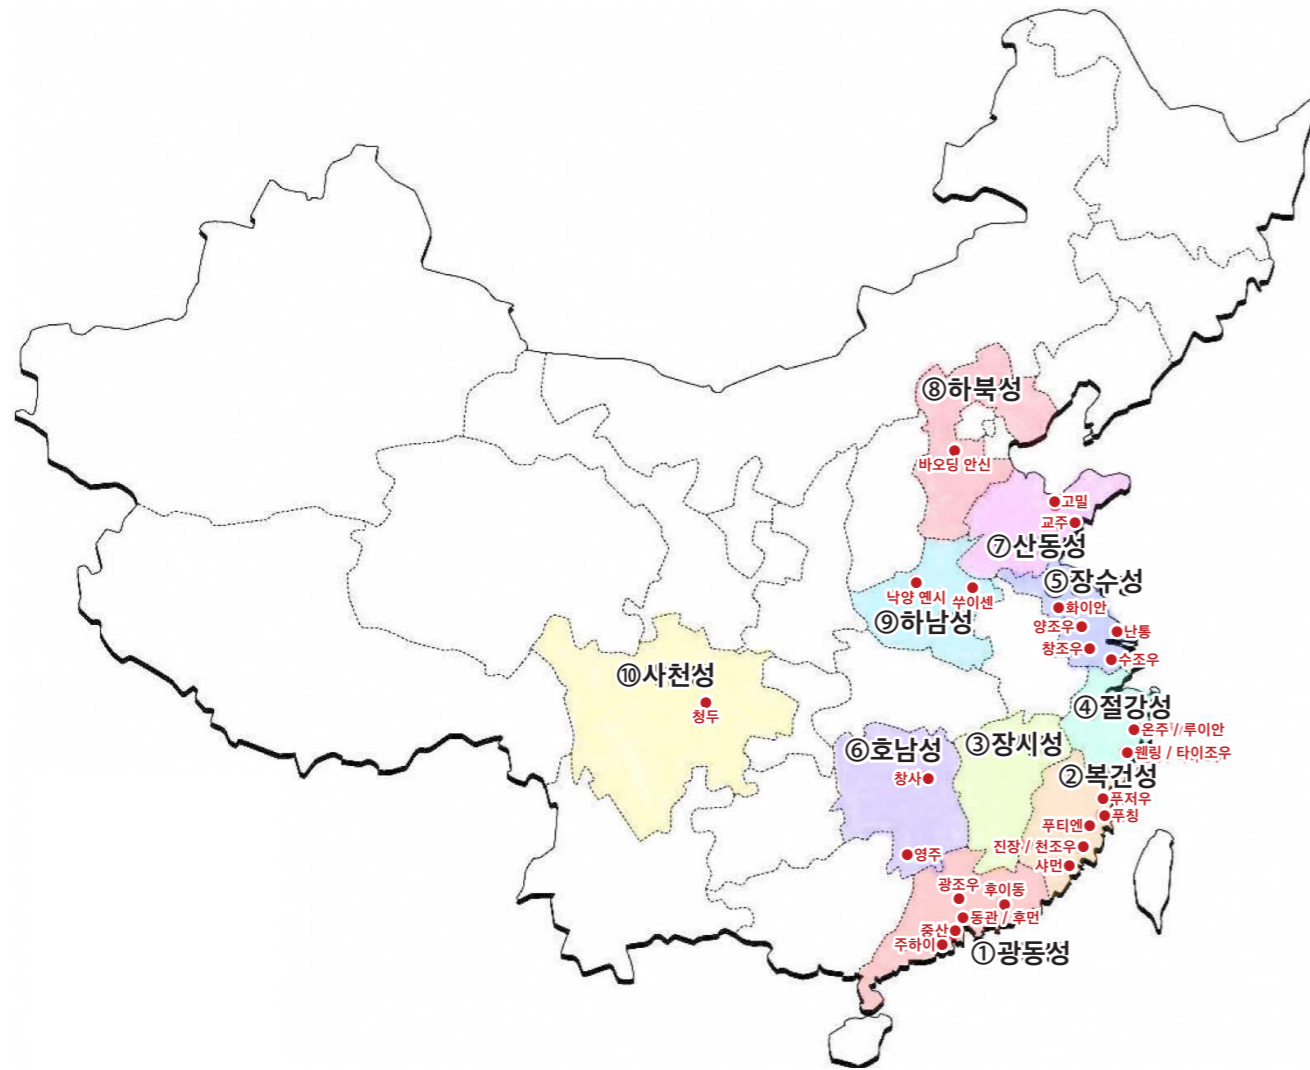 ⑧하북성
바오딩 안신
고밀
교주
⑦산동성
⑤장수성
낙양 옌시
쑤이센
화이안
⑨하남성
양조우
난통
창조우
수조우
⑩사천성
청두
④절강성
온주 / 루이안
웬링 / 타이조우
⑥호남성
③장시성
②복건성
창사
푸저우
푸칭
푸티엔
진장 / 천조우
영주
샤먼
광조우
후이동
동관 / 후먼
중산
주하이
①광동성